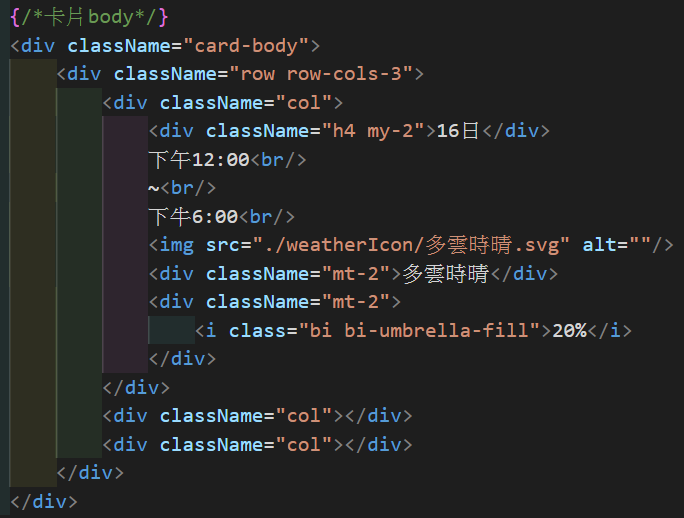 {/*卡片body*/}
<div className="card-body">
<div className="row row-cols-3">
<div className="col">
<div className="h4 my-2">16日</div>
下午12:00<br/>
~<br/>
下牛6:00<br/>
<img src="./weatherIcon/多雲時晴.svg" alt=""/>
<div className="mt-2">多雲時晴</div>
<div className="mt-2">
<i class="bi bi-umbrella-fill">20%</i>
</div>
</div>
<div className="col"></div>
<div className="col"></div>
</div>
</div>